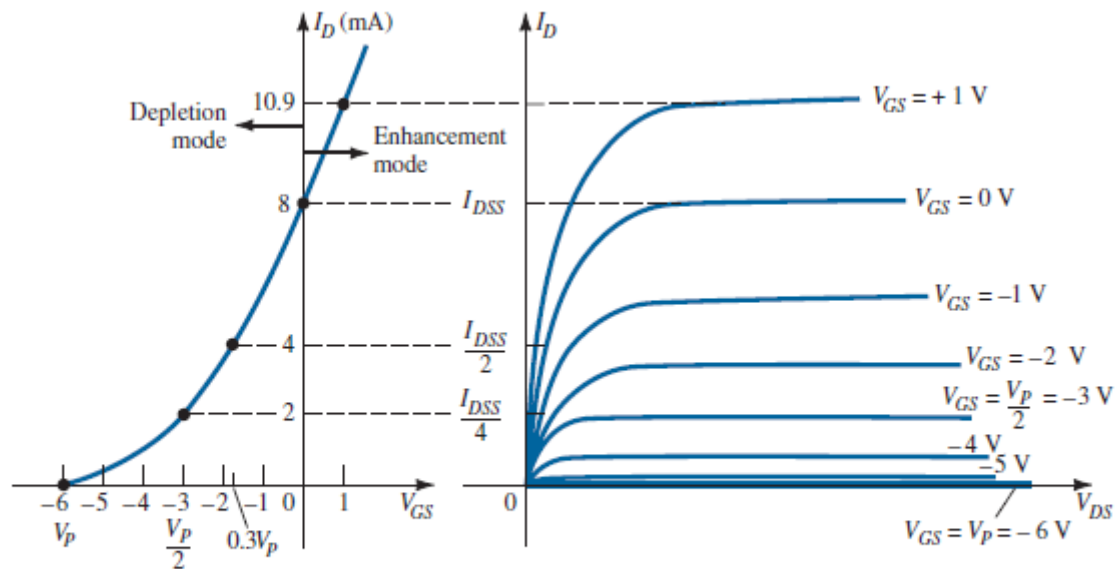 I_D (mA)
I_D
10.9
V_GS = + 1 V
Depletion
mode
Enhancement
mode
8
I_DSS
V_GS = 0 V
V_GS = –1 V
4
I_DSS
2
V_GS = –2 V
V_GS = V_P/2 = –3 V
2
I_DSS
4
–4 V
–5 V
–6 –5 –4 –3 –2 –1 0 1 V_GS
0
V_DS
V_P
V_P
2
0.3V_P
V_GS = V_P = – 6 V